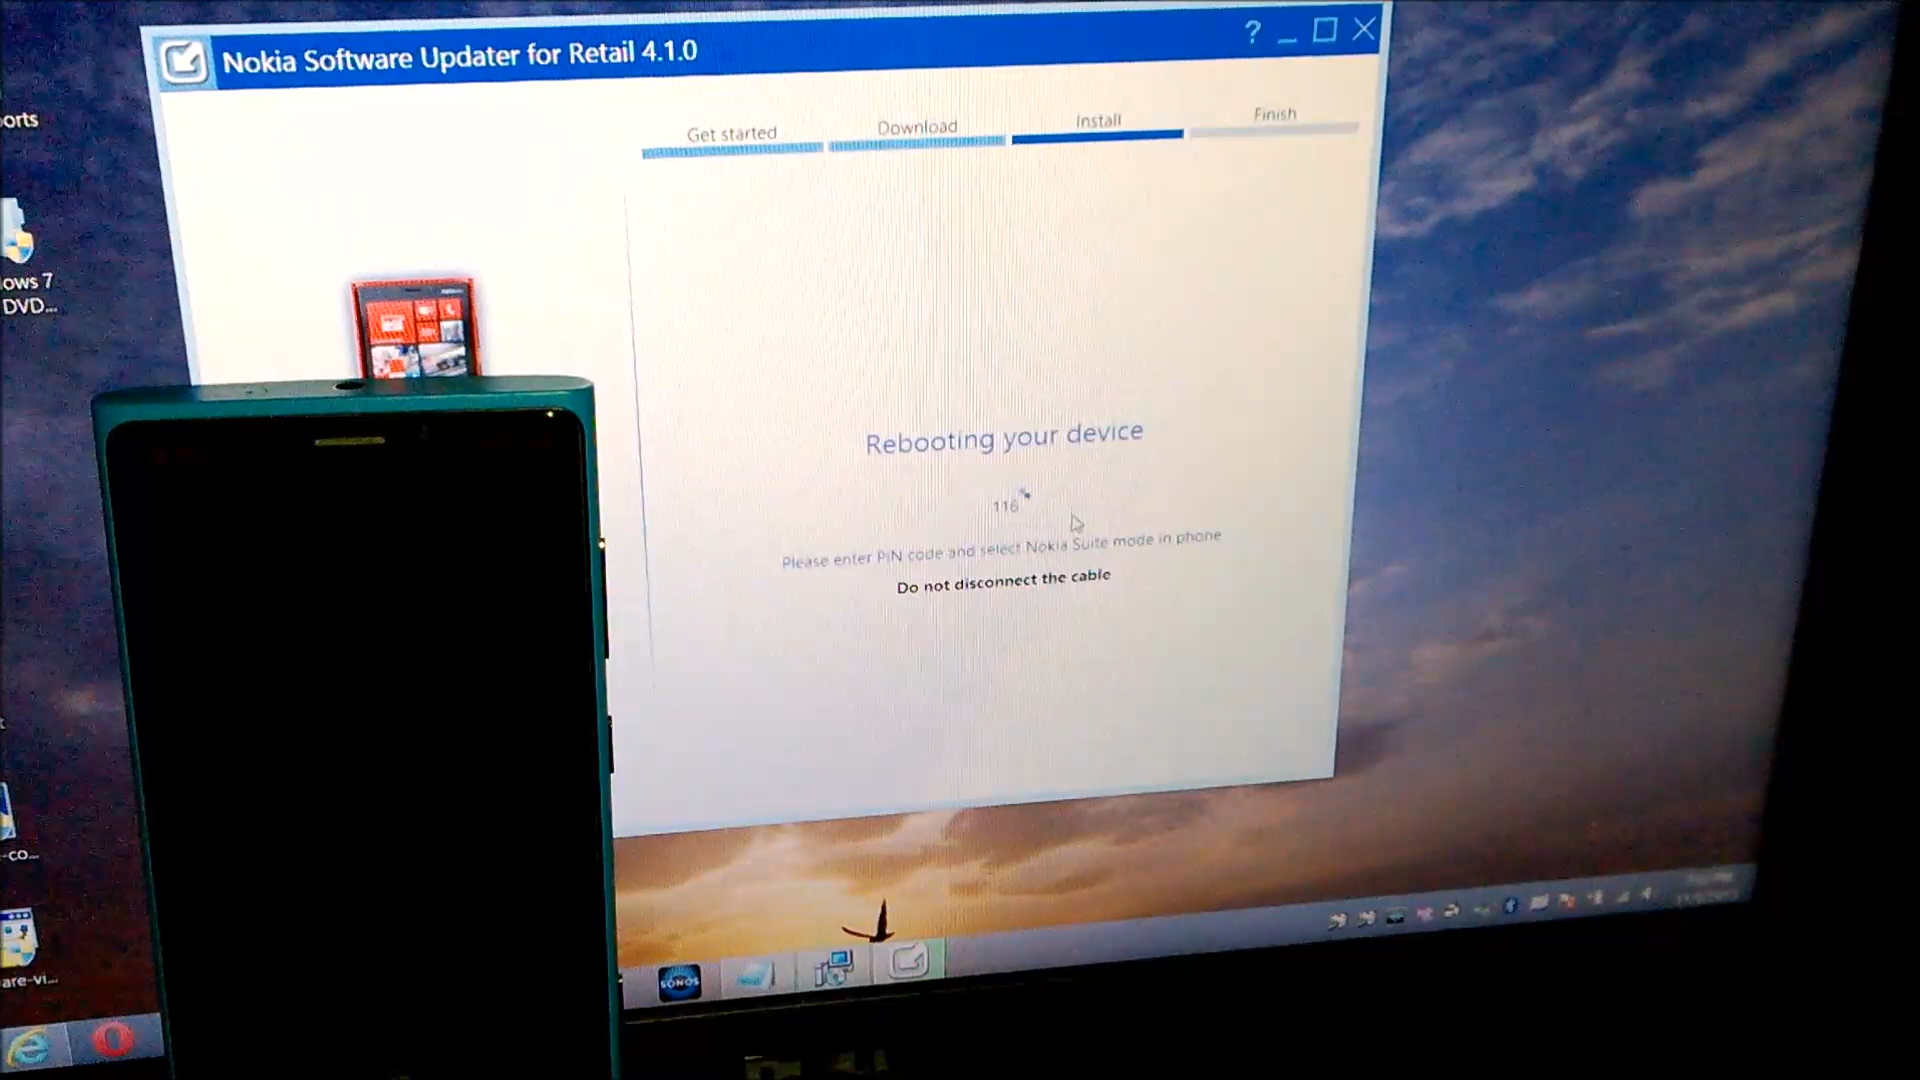 Nokia Software Updater for Retail 4.1.0
?
Get started
Download
Install
Finish
Rebooting your device
116
Please enter PIN code and select Nokia Suite mode in phone
Do not disconnect the cable
orts
ows 7
DVD...
-co...
are-vi...
SONOS